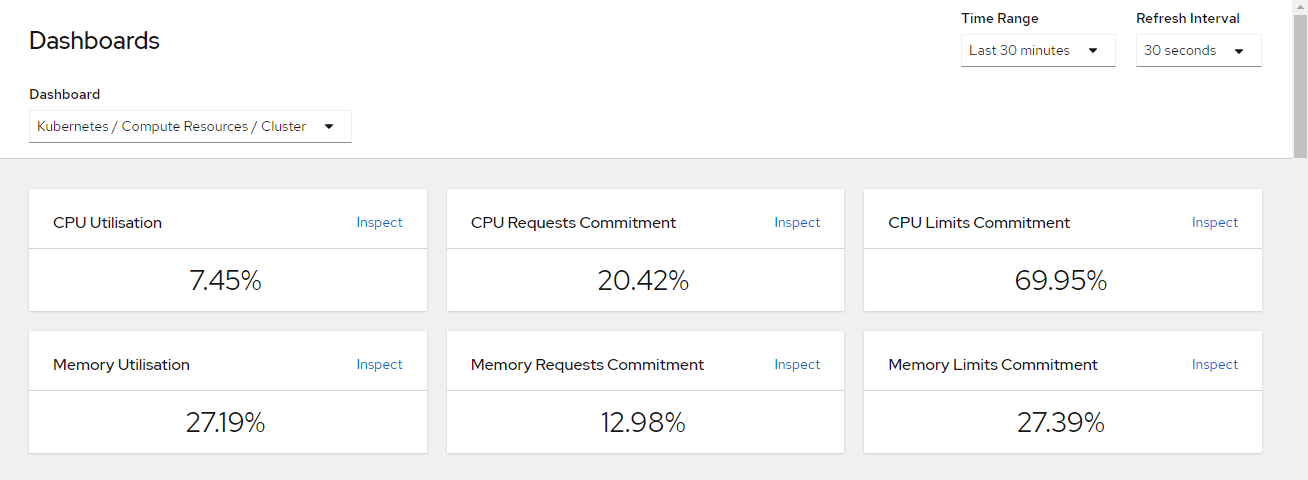 Dashboards
Time Range
Refresh Interval
Last 30 minutes
30 seconds
Dashboard
Kubernetes / Compute Resources / Cluster
CPU Utilisation
Inspect
CPU Requests Commitment
Inspect
CPU Limits Commitment
Inspect
7.45%
20.42%
69.95%
Memory Utilisation
Inspect
Memory Requests Commitment
Inspect
Memory Limits Commitment
Inspect
27.19%
12.98%
27.39%